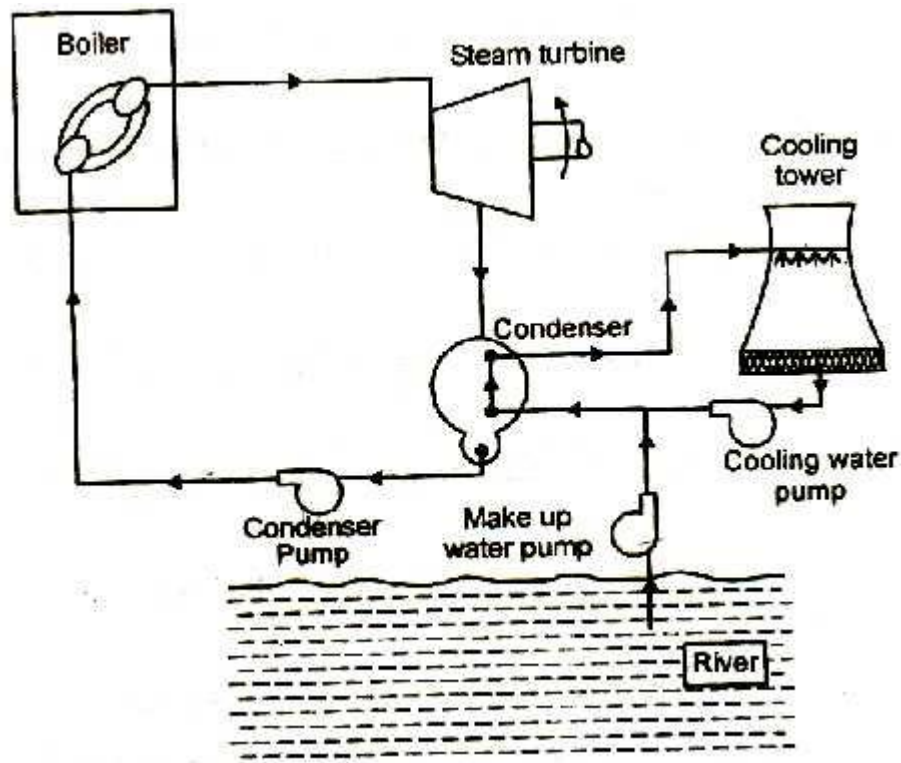 Boiler
Steam turbine
Cooling
tower
Condenser
Cooling water
pump
Condenser
Pump
Make up
water pump
River